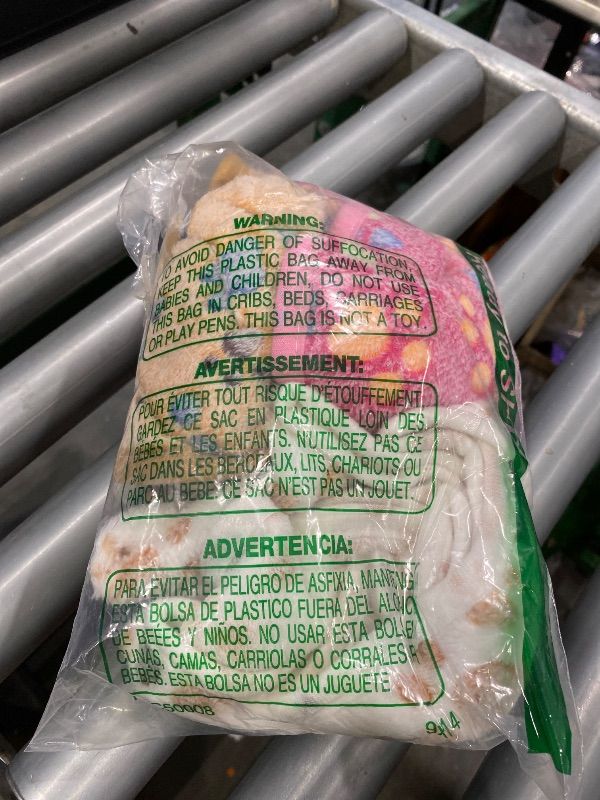 WARNING:
TO AVOID DANGER OF SUFFOCATION
KEEP THIS PLASTIC BAG AWAY FROM
BABIES AND CHILDREN, DO NOT USE
THIS BAG IN CRIBS, BEDS, CARRIAGES
OR PLAY PENS. THIS BAG IS NOT A TOY.
AVERTISSEMENT:
POUR ÉVITER TOUT RISQUE D'ÉTOUFFEMENT
GARDEZ CE SAC EN PLASTIQUE LOIN DES
BÉBÉS ET LES ENFANTS. N'UTILISEZ PAS CE
SAC DANS LES BERCEAUX, LITS, CHARIOTS OU
PARC AU BEBE. CE SAC N'EST PAS UN JOUET.
ADVERTENCIA:
PARA EVITAR EL PELIGRO DE ASFIXIA, MANTNG
ESTA BOLSA DE PLASTICO FUERA DEL
DE BEEES Y NIÑOS. NO USAR ESTA
CUNAS, CAMAS, CARRIOLAS O CORRALES
BEBES. ESTA BOLSA NO ES UN JUGUETE
60008
9x14